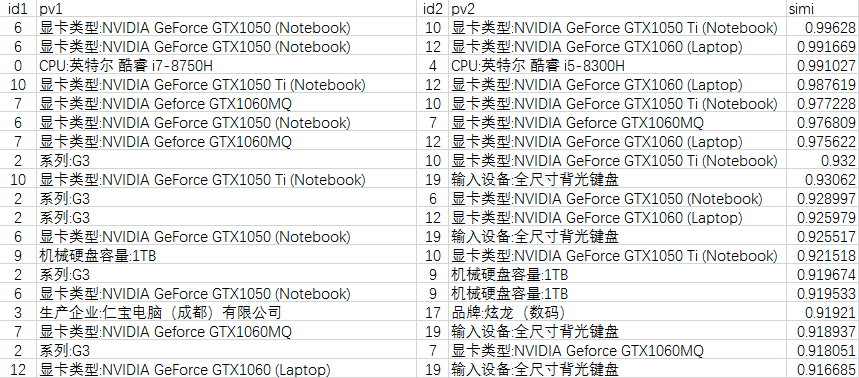 id1 pv1 id2 pv2 simi
6 显卡类型:NVIDIA GeForce GTX1050 (Notebook) 10 显卡类型:NVIDIA GeForce GTX1050 Ti (Notebook) 0.99628
6 显卡类型:NVIDIA GeForce GTX1050 (Notebook) 12 显卡类型:NVIDIA GeForce GTX1060 (Laptop) 0.991669
0 CPU:英特尔 酷睿 i7-8750H 4 CPU:英特尔 酷睿 i5-8300H 0.991027
10 显卡类型:NVIDIA GeForce GTX1050 Ti (Notebook) 12 显卡类型:NVIDIA GeForce GTX1060 (Laptop) 0.987619
7 显卡类型:NVIDIA Geforce GTX1060MQ 10 显卡类型:NVIDIA GeForce GTX1050 Ti (Notebook) 0.977228
6 显卡类型:NVIDIA GeForce GTX1050 (Notebook) 7 显卡类型:NVIDIA Geforce GTX1060MQ 0.976809
7 显卡类型:NVIDIA Geforce GTX1060MQ 12 显卡类型:NVIDIA GeForce GTX1060 (Laptop) 0.975622
2 系列:G3 10 显卡类型:NVIDIA GeForce GTX1050 Ti (Notebook) 0.932
10 显卡类型:NVIDIA GeForce GTX1050 Ti (Notebook) 19 输入设备:全尺寸背光键盘 0.93062
2 系列:G3 6 显卡类型:NVIDIA GeForce GTX1050 (Notebook) 0.928997
2 系列:G3 12 显卡类型:NVIDIA GeForce GTX1060 (Laptop) 0.925979
6 显卡类型:NVIDIA GeForce GTX1050 (Notebook) 19 输入设备:全尺寸背光键盘 0.925517
9 机械硬盘容量:1TB 10 显卡类型:NVIDIA GeForce GTX1050 Ti (Notebook) 0.921518
2 系列:G3 9 机械硬盘容量:1TB 0.919674
6 显卡类型:NVIDIA GeForce GTX1050 (Notebook) 9 机械硬盘容量:1TB 0.919533
3 生产企业:仁宝电脑（成都）有限公司 17 品牌:炫龙（数码） 0.91921
7 显卡类型:NVIDIA Geforce GTX1060MQ 19 输入设备:全尺寸背光键盘 0.918937
2 系列:G3 7 显卡类型:NVIDIA Geforce GTX1060MQ 0.918051
12 显卡类型:NVIDIA GeForce GTX1060 (Laptop) 19 输入设备:全尺寸背光键盘 0.916685